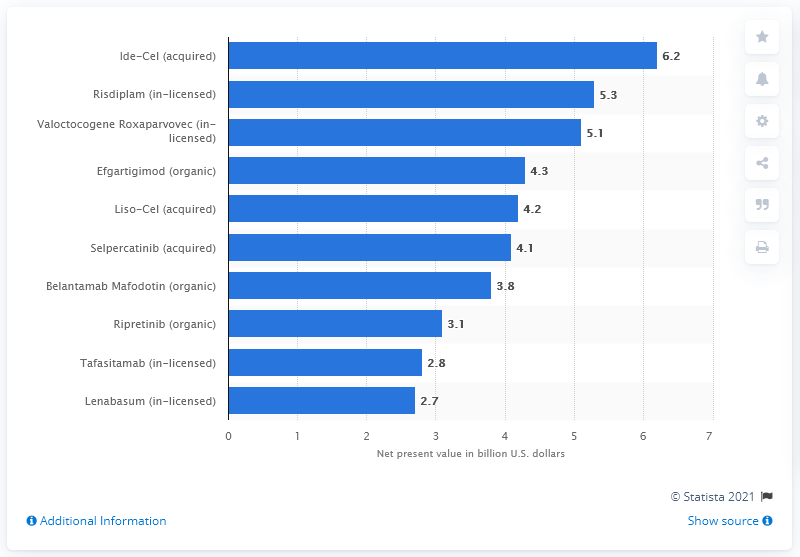 Ide-Cel (acquired)
6.2
Risdiplam (in-licensed)
5.3
Valoctocogene Roxaparvovec (in-
licensed)
5.1
Efgartigimod (organic)
4.3
Liso-Cel (acquired)
4.2
Selpercatinib (acquired)
4.1
Belantamab Mafodotin (organic)
3.8
Ripretinib (organic)
3.1
Tafasitamab (in-licensed)
2.8
Lenabasum (in-licensed)
2.7
0 1 2 3 4 5 6 7
Net present value in billion U.S. dollars
© Statista 2021
Additional Information
Show source